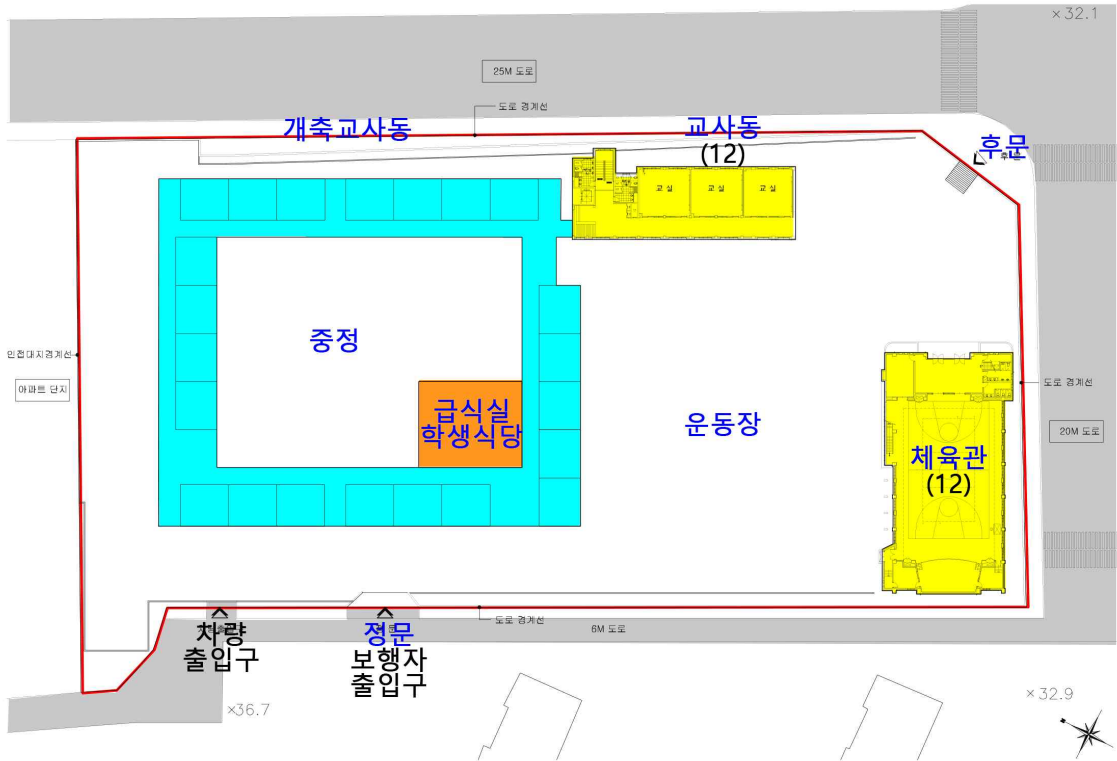 ×32.1
25M 도로
도로 경계선
개축교사동
교사동
(12)
후문
교 실
교 실
교 실
중정
인접대지경계선
아파트 단지
급식실
학생식당
운동장
도로 경계선
20M 도로
체육관
(12)
도로 경계선
6M 도로
차량
출입구
정문
보행자
출입구
×36.7
×32.9